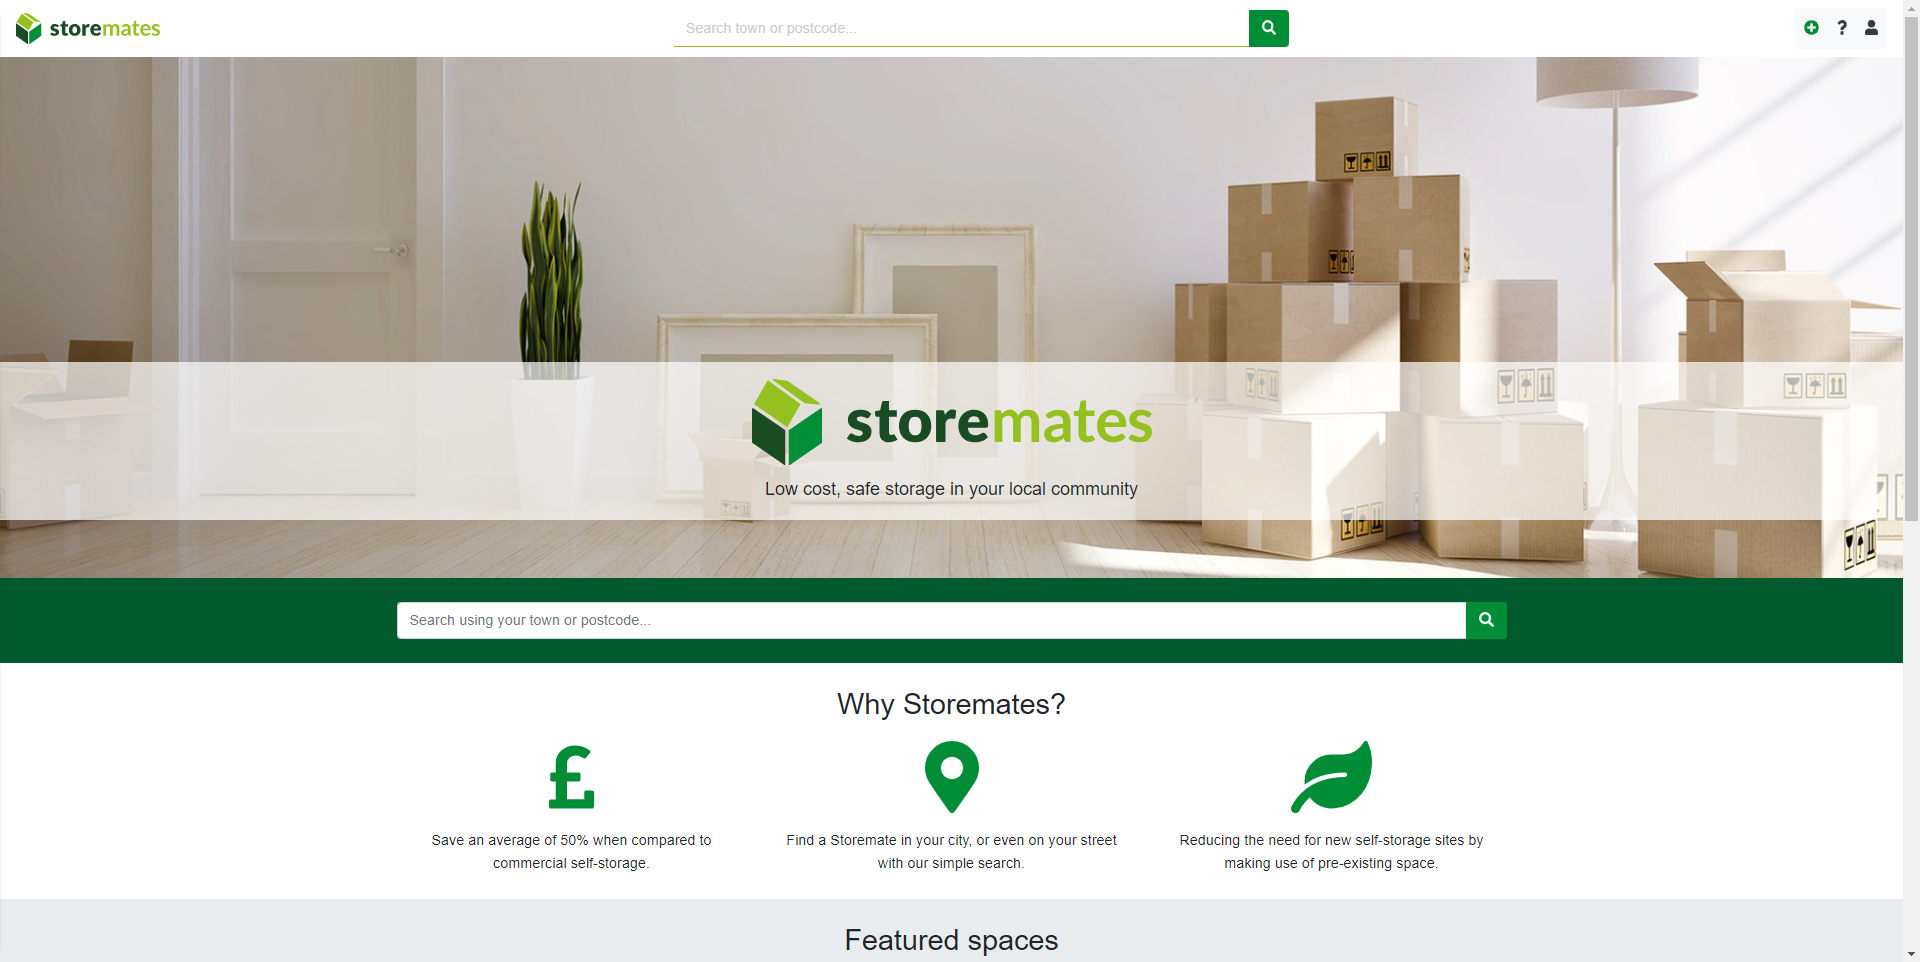 storemates
Search town or postcode...
storemates
Low cost, safe storage in your local community
Search using your town or postcode...
Why Storemates?
Save an average of 50% when compared to
commercial self-storage.
Find a Storemate in your city, or even on your street
with our simple search.
Reducing the need for new self-storage sites by
making use of pre-existing space.
Featured spaces